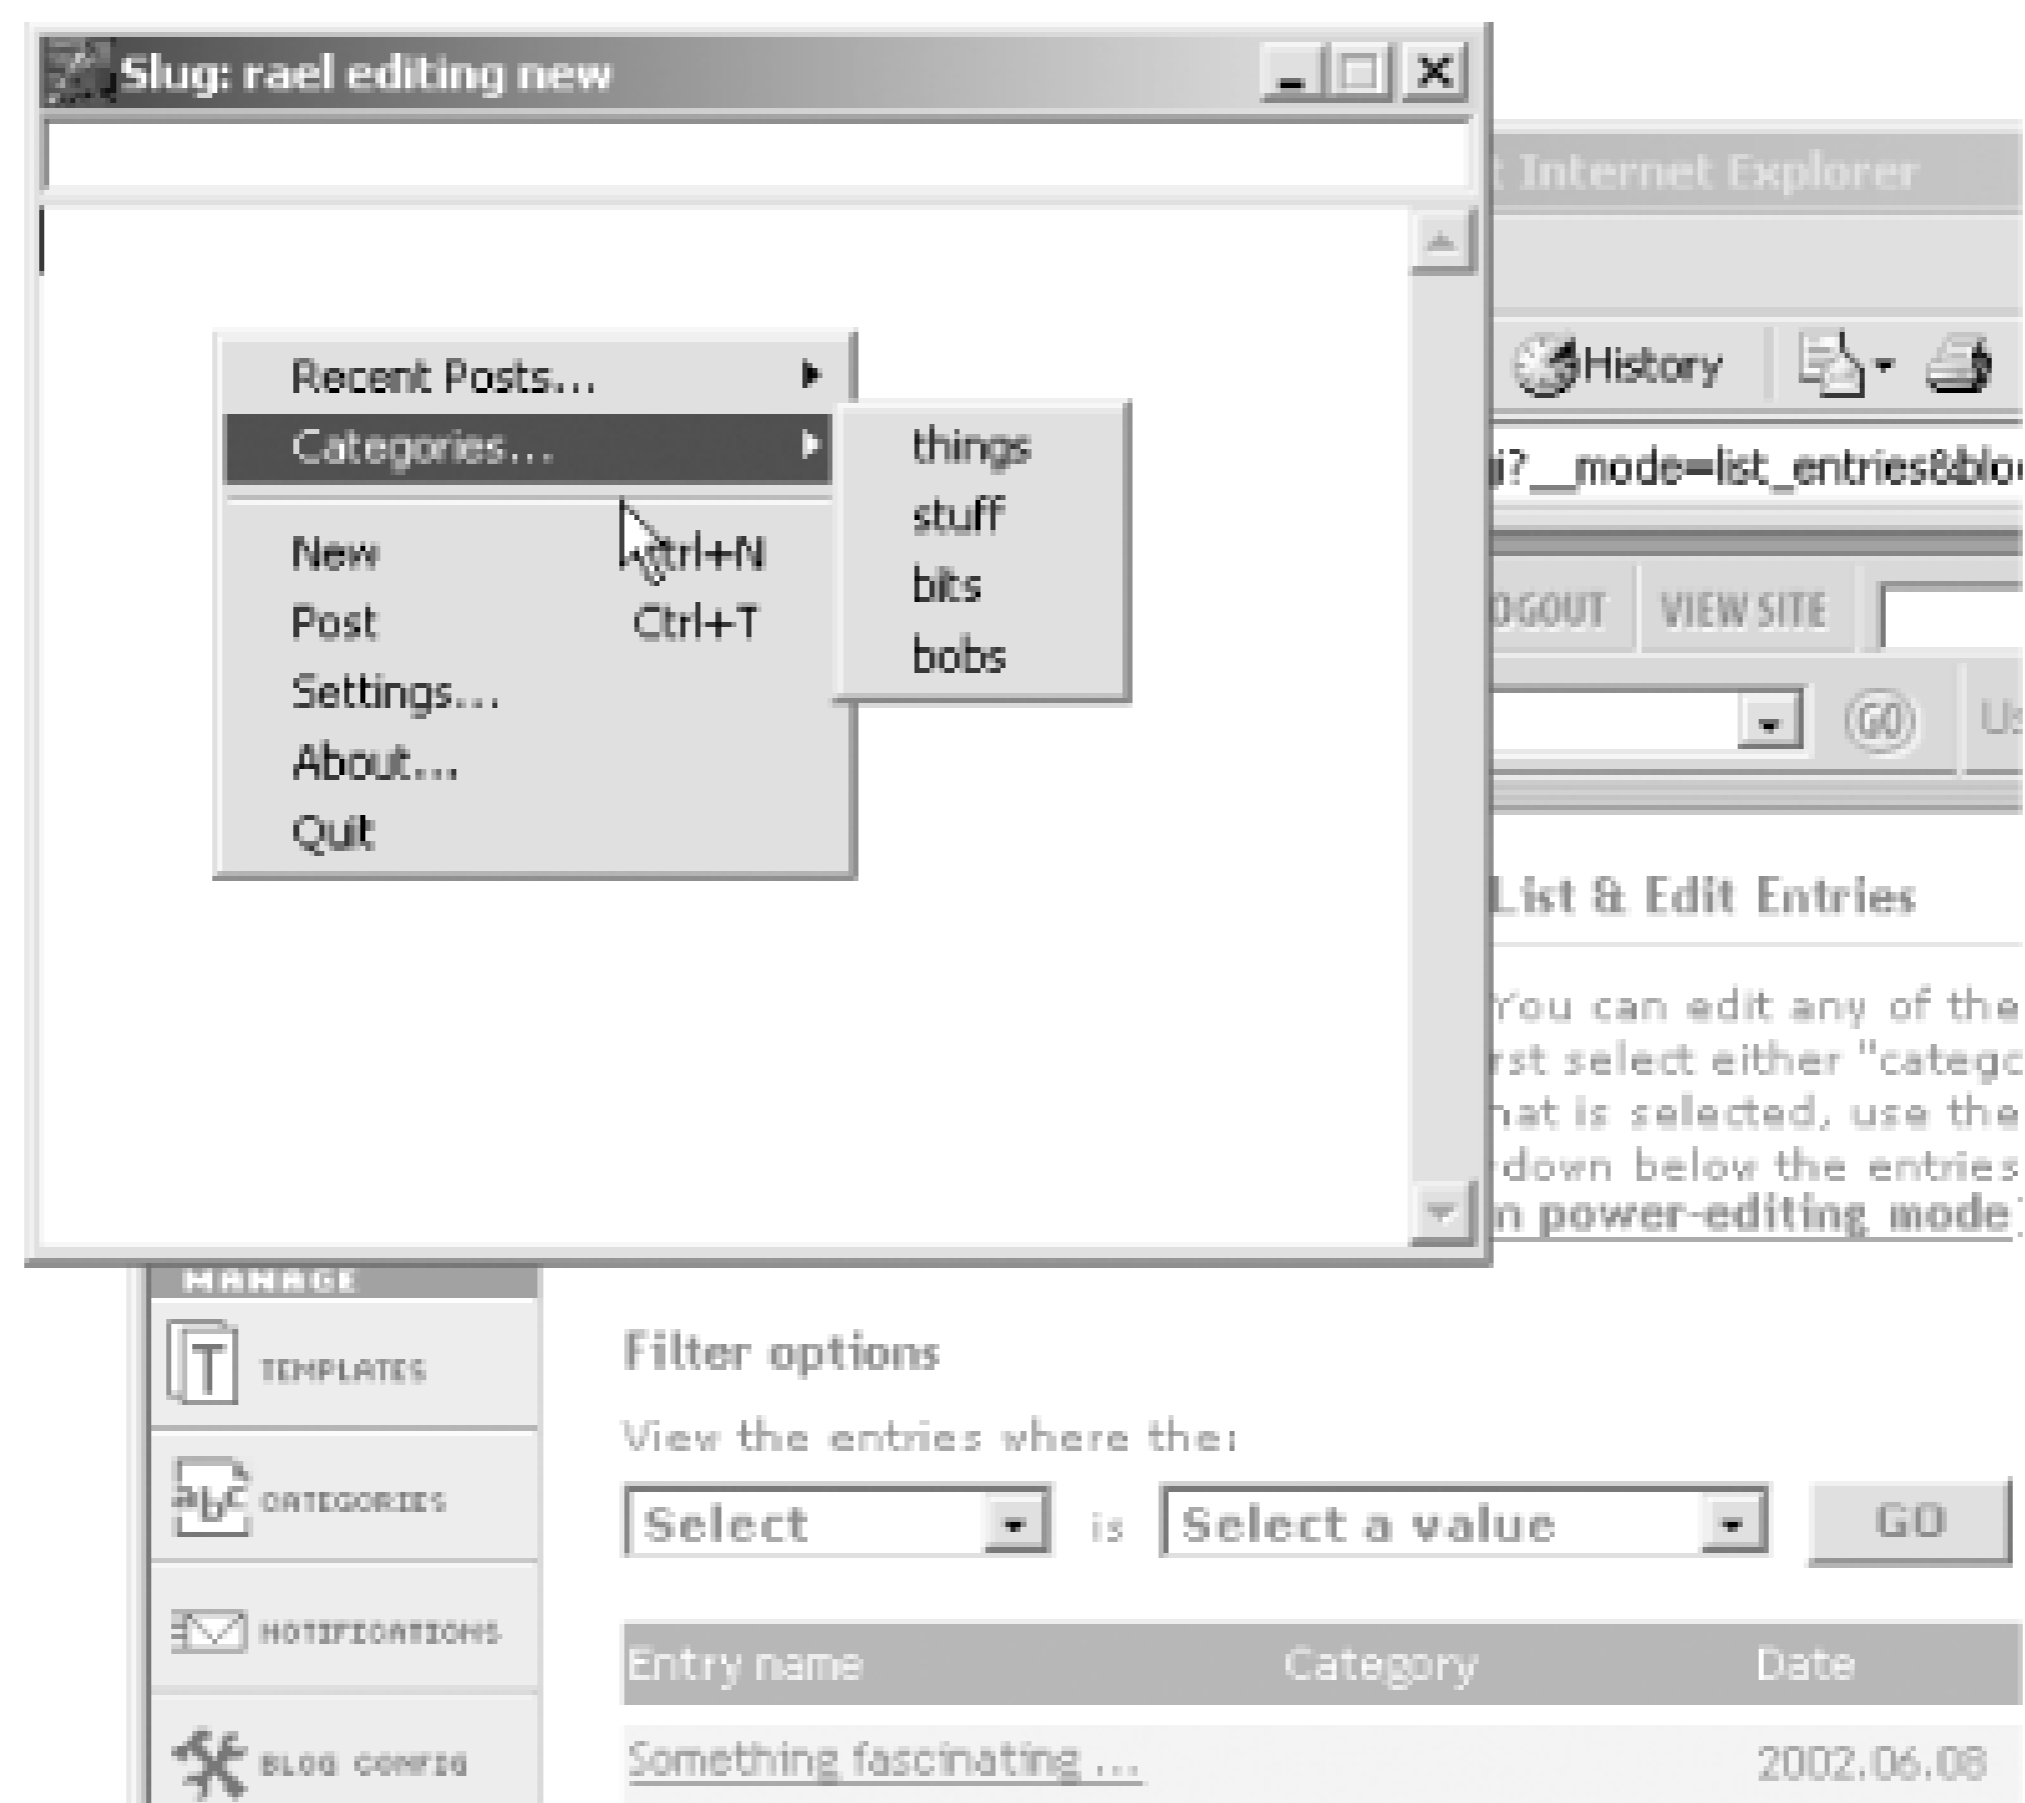 Slug: rael editing new
Recent Posts...
Categories...
New
Post Ctrl+T
Settings...
About...
Quit
things
stuff
bits
bobs
t Internet Explorer
History
i?__mode=list_entries&blo
OGOUT VIEW SITE
GO Us
List & Edit Entries
You can edit any of the
rst select either "catego
hat is selected, use the
down below the entries
n power-editing mode
MANAGE
TEMPLATES
CATEGORIES
NOTIFICATIONS
BLOG CONFIG
Filter options
View the entries where the:
Select is Select a value GO
Entry name Category Date
Something fascinating ... 2002.06.08